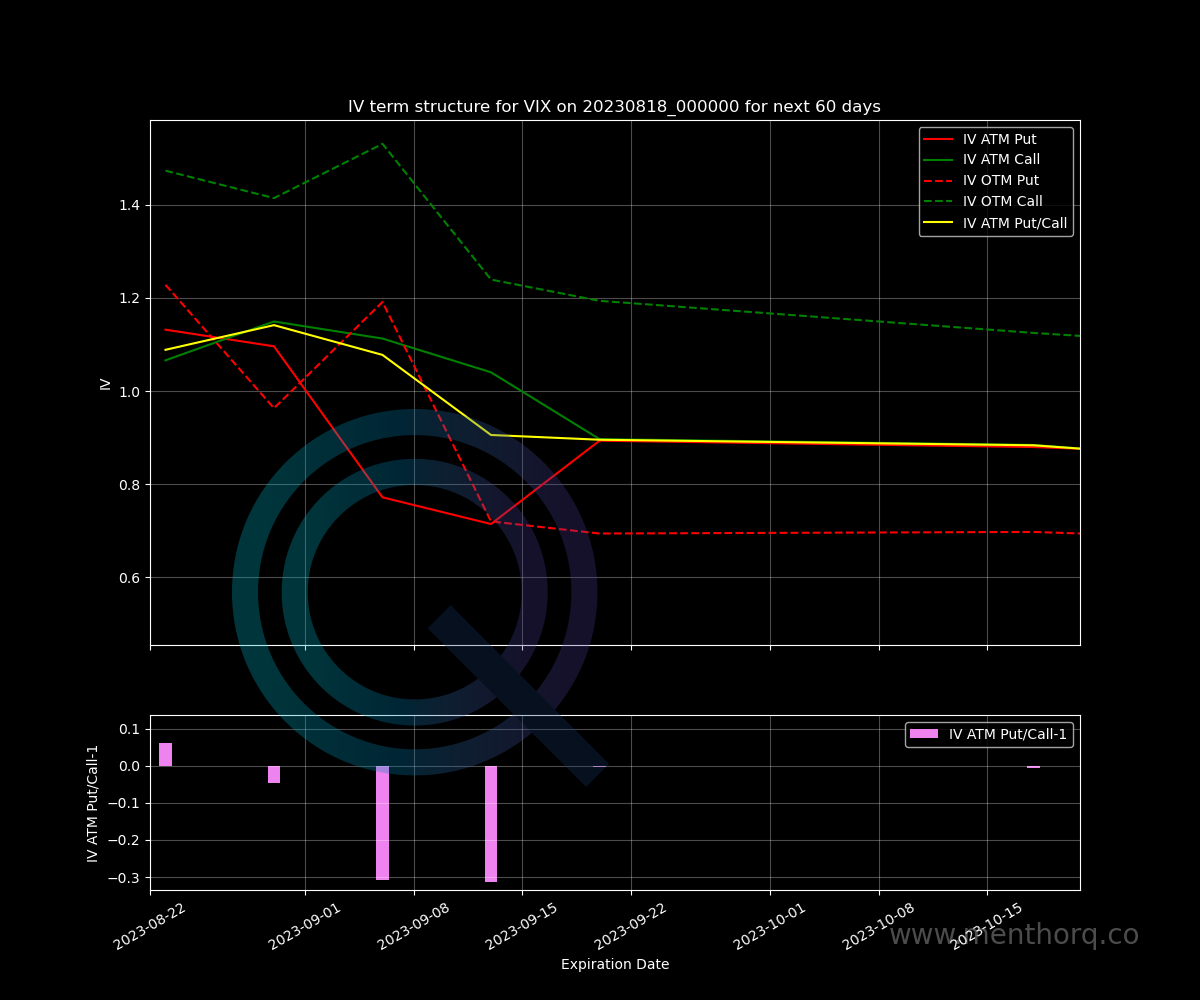 IV term structure for VIX on 20230818_000000 for next 60 days
IV
1.4
1.2
1.0
0.8
0.6
IV ATM Put
IV ATM Call
IV OTM Put
IV OTM Call
IV ATM Put/Call
IV ATM Put/Call-1
0.1
0.0
−0.1
−0.2
−0.3
IV ATM Put/Call-1
2023-08-22
2023-09-01
2023-09-08
2023-09-15
2023-09-22
2023-10-01
2023-10-08
2023-10-15
www.menthorq.co
Expiration Date